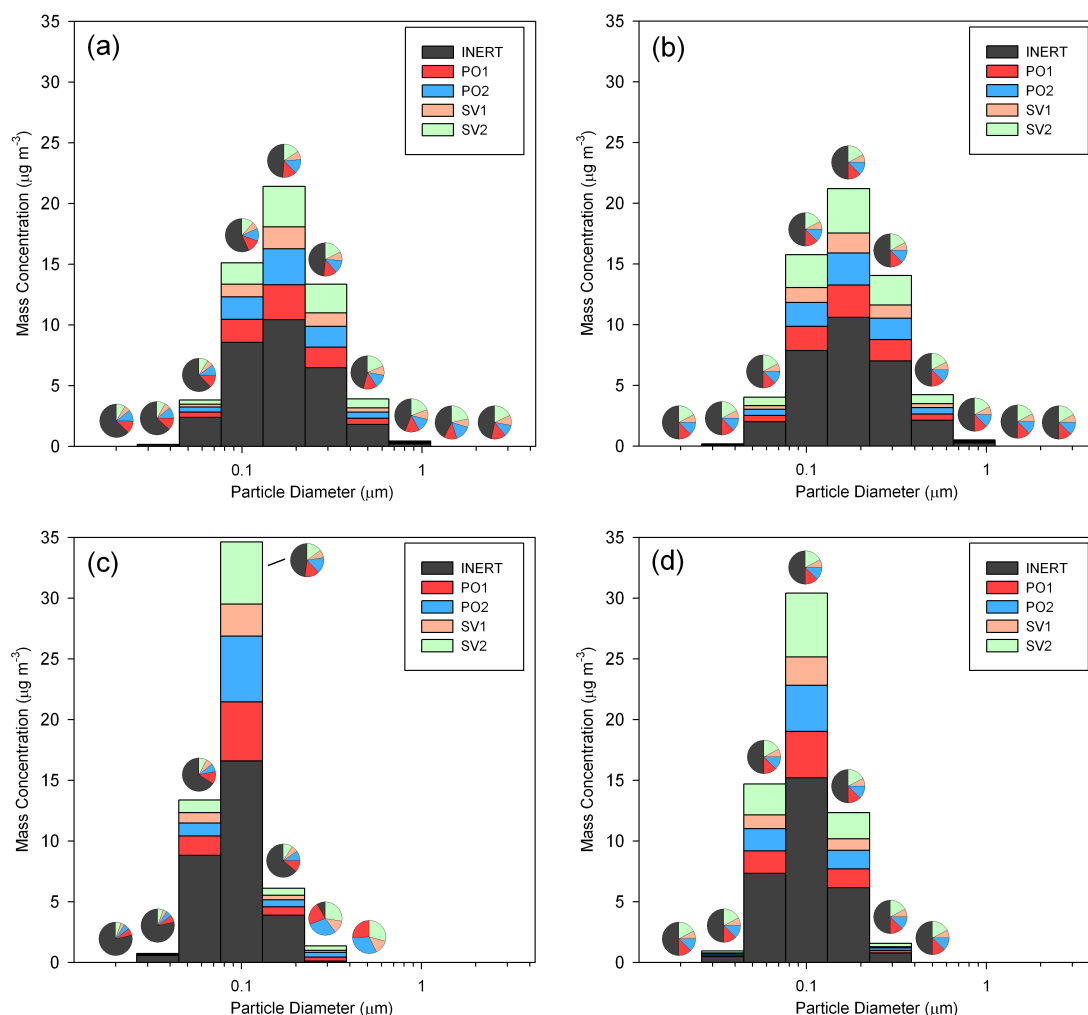 (a)
35
30
25
20
15
10
5
0
Mass Concentration (μg m⁻³)
INERT
PO1
PO2
SV1
SV2
0.1
1
Particle Diameter (μm)
(b)
35
30
25
20
15
10
5
0
Mass Concentration (μg m⁻³)
INERT
PO1
PO2
SV1
SV2
0.1
1
Particle Diameter (μm)
(c)
35
30
25
20
15
10
5
0
Mass Concentration (μg m⁻³)
INERT
PO1
PO2
SV1
SV2
0.1
1
Particle Diameter (μm)
(d)
35
30
25
20
15
10
5
0
Mass Concentration (μg m⁻³)
INERT
PO1
PO2
SV1
SV2
0.1
1
Particle Diameter (μm)